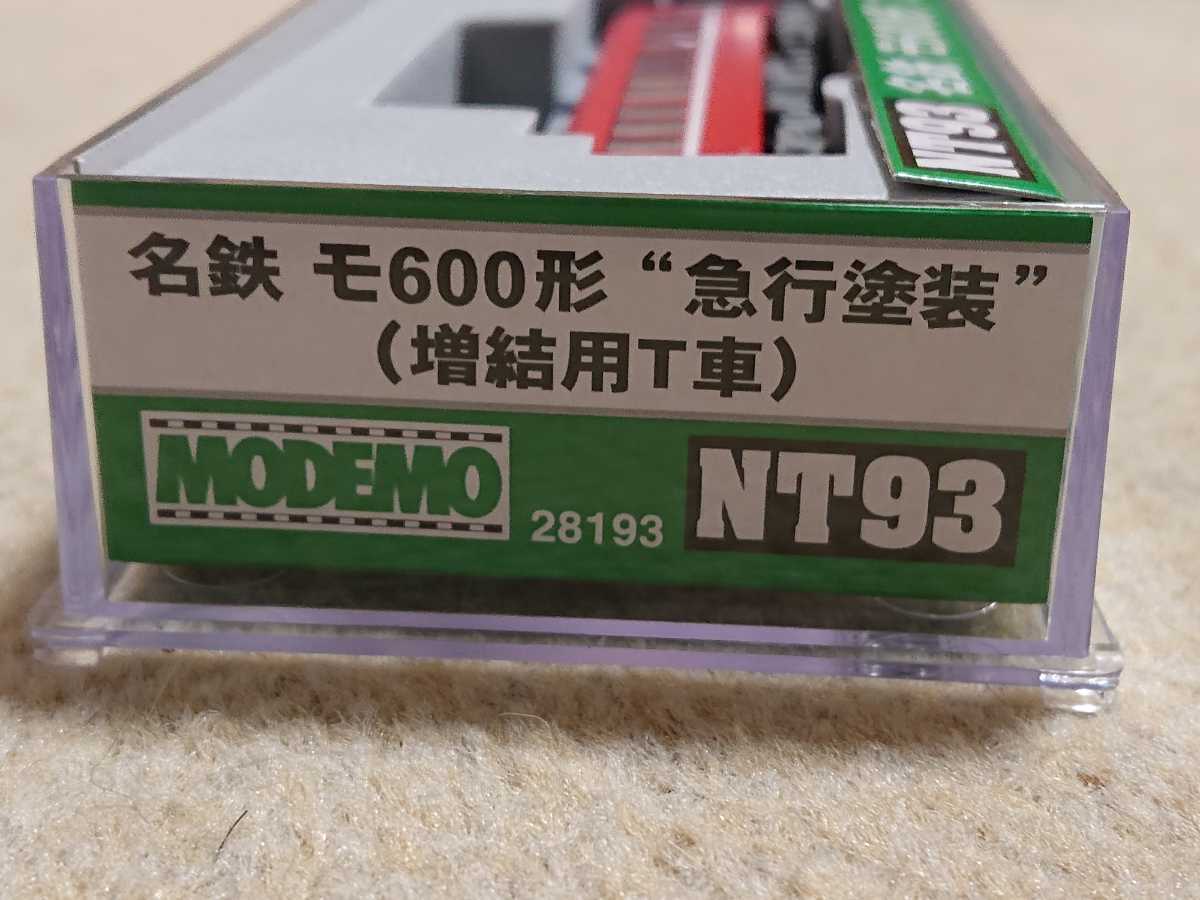 NT93
名鉄 モ600形 “急行塗装”
（増結用T車）
MODEMO
28193
NT93